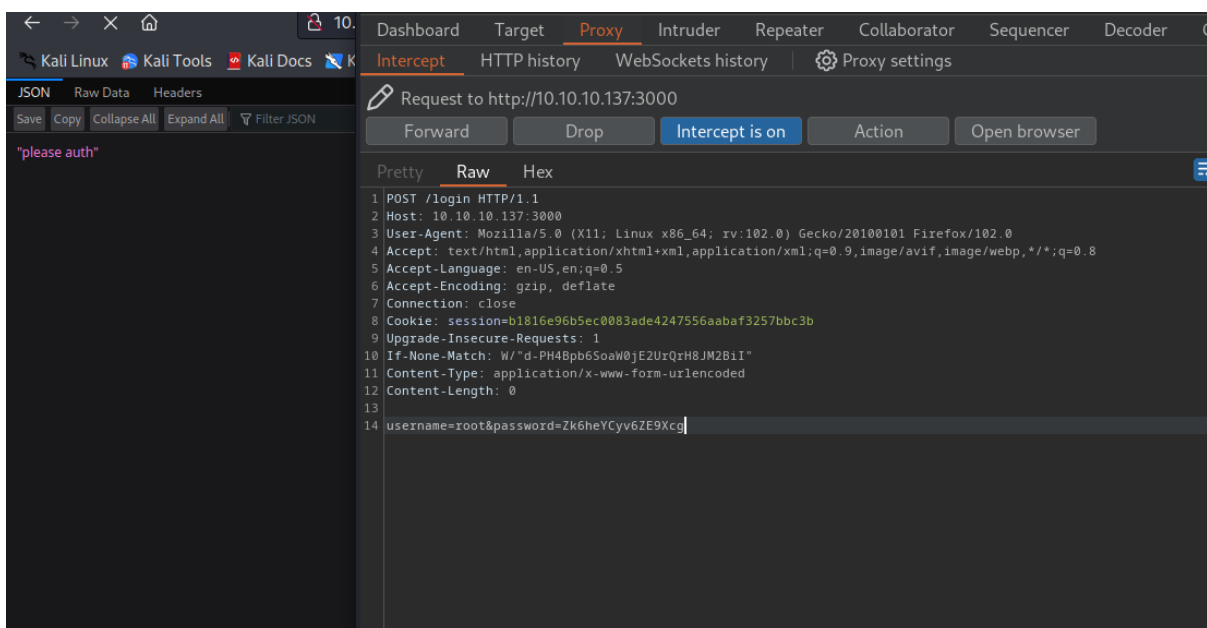 10.
Kali Linux Kali Tools Kali Docs K
JSON Raw Data Headers
Save Copy Collapse All Expand All Filter JSON
"please auth"
Dashboard Target Proxy Intruder Repeater Collaborator Sequencer Decoder
Intercept HTTP history WebSockets history Proxy settings
Request to http://10.10.10.137:3000
Forward Drop Intercept is on Action Open browser
Pretty Raw Hex
1 POST /login HTTP/1.1
2 Host: 10.10.10.137:3000
3 User-Agent: Mozilla/5.0 (X11; Linux x86_64; rv:102.0) Gecko/20100101 Firefox/102.0
4 Accept: text/html,application/xhtml+xml,application/xml;q=0.9,image/avif,image/webp,*/*;q=0.8
5 Accept-Language: en-US,en;q=0.5
6 Accept-Encoding: gzip, deflate
7 Connection: close
8 Cookie: session=b1816e96b5ec0083ade4247556aabaf3257bbc3b
9 Upgrade-Insecure-Requests: 1
10 If-None-Match: W/"d-PH4Bpb6SoaW0jE2UrQrH8JM2BiI"
11 Content-Type: application/x-www-form-urlencoded
12 Content-Length: 0
13
14 username=root&password=Zk6heYCyv6ZE9Xcg